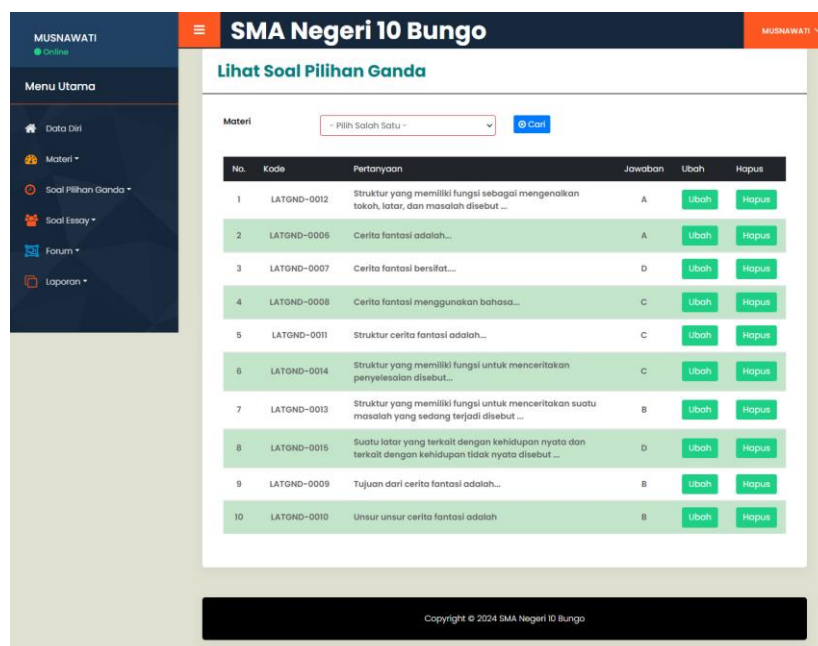 MUSNAWATI
Online
Menu Utama
Data Diri
Materi
Soal Pilihan Ganda
Soal Essay
Forum
Laporan
SMA Negeri 10 Bungo
MUSNAWATI
Lihat Soal Pilihan Ganda
Materi - Pilih Salah Satu - Cari
No. Kode Pertanyaan Jawaban Ubah Hapus
1 LATGND-0012 Struktur yang memiliki fungsi sebagai mengenalkan
tokoh, latar, dan masalah disebut ... A Ubah Hapus
2 LATGND-0006 Cerita fantasi adalah... A Ubah Hapus
3 LATGND-0007 Cerita fantasi bersifat.... D Ubah Hapus
4 LATGND-0008 Cerita fantasi menggunakan bahasa... C Ubah Hapus
5 LATGND-0011 Struktur cerita fantasi adalah... C Ubah Hapus
6 LATGND-0014 Struktur yang memiliki fungsi untuk menceritakan
penyelesaian disebut... C Ubah Hapus
7 LATGND-0013 Struktur yang memiliki fungsi untuk menceritakan suatu
masalah yang sedang terjadi disebut ... B Ubah Hapus
8 LATGND-0015 Suatu latar yang terkait dengan kehidupan nyata dan
terkait dengan kehidupan tidak nyata disebut ... D Ubah Hapus
9 LATGND-0009 Tujuan dari cerita fantasi adalah... B Ubah Hapus
10 LATGND-0010 Unsur unsur cerita fantasi adalah B Ubah Hapus
Copyright © 2024 SMA Negeri 10 Bungo